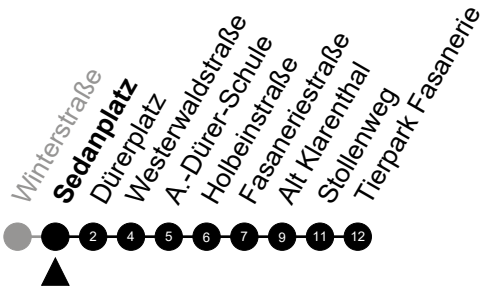 Winterstraße
Sedanplatz
Dürerplatz
Westerwaldstraße
A.-Dürer-Schule
Holbeinstraße
Fasaneriestraße
Alt Klarenthal
Stollenweg
Tierpark Fasanerie
2 4 5 6 7 9 11 12